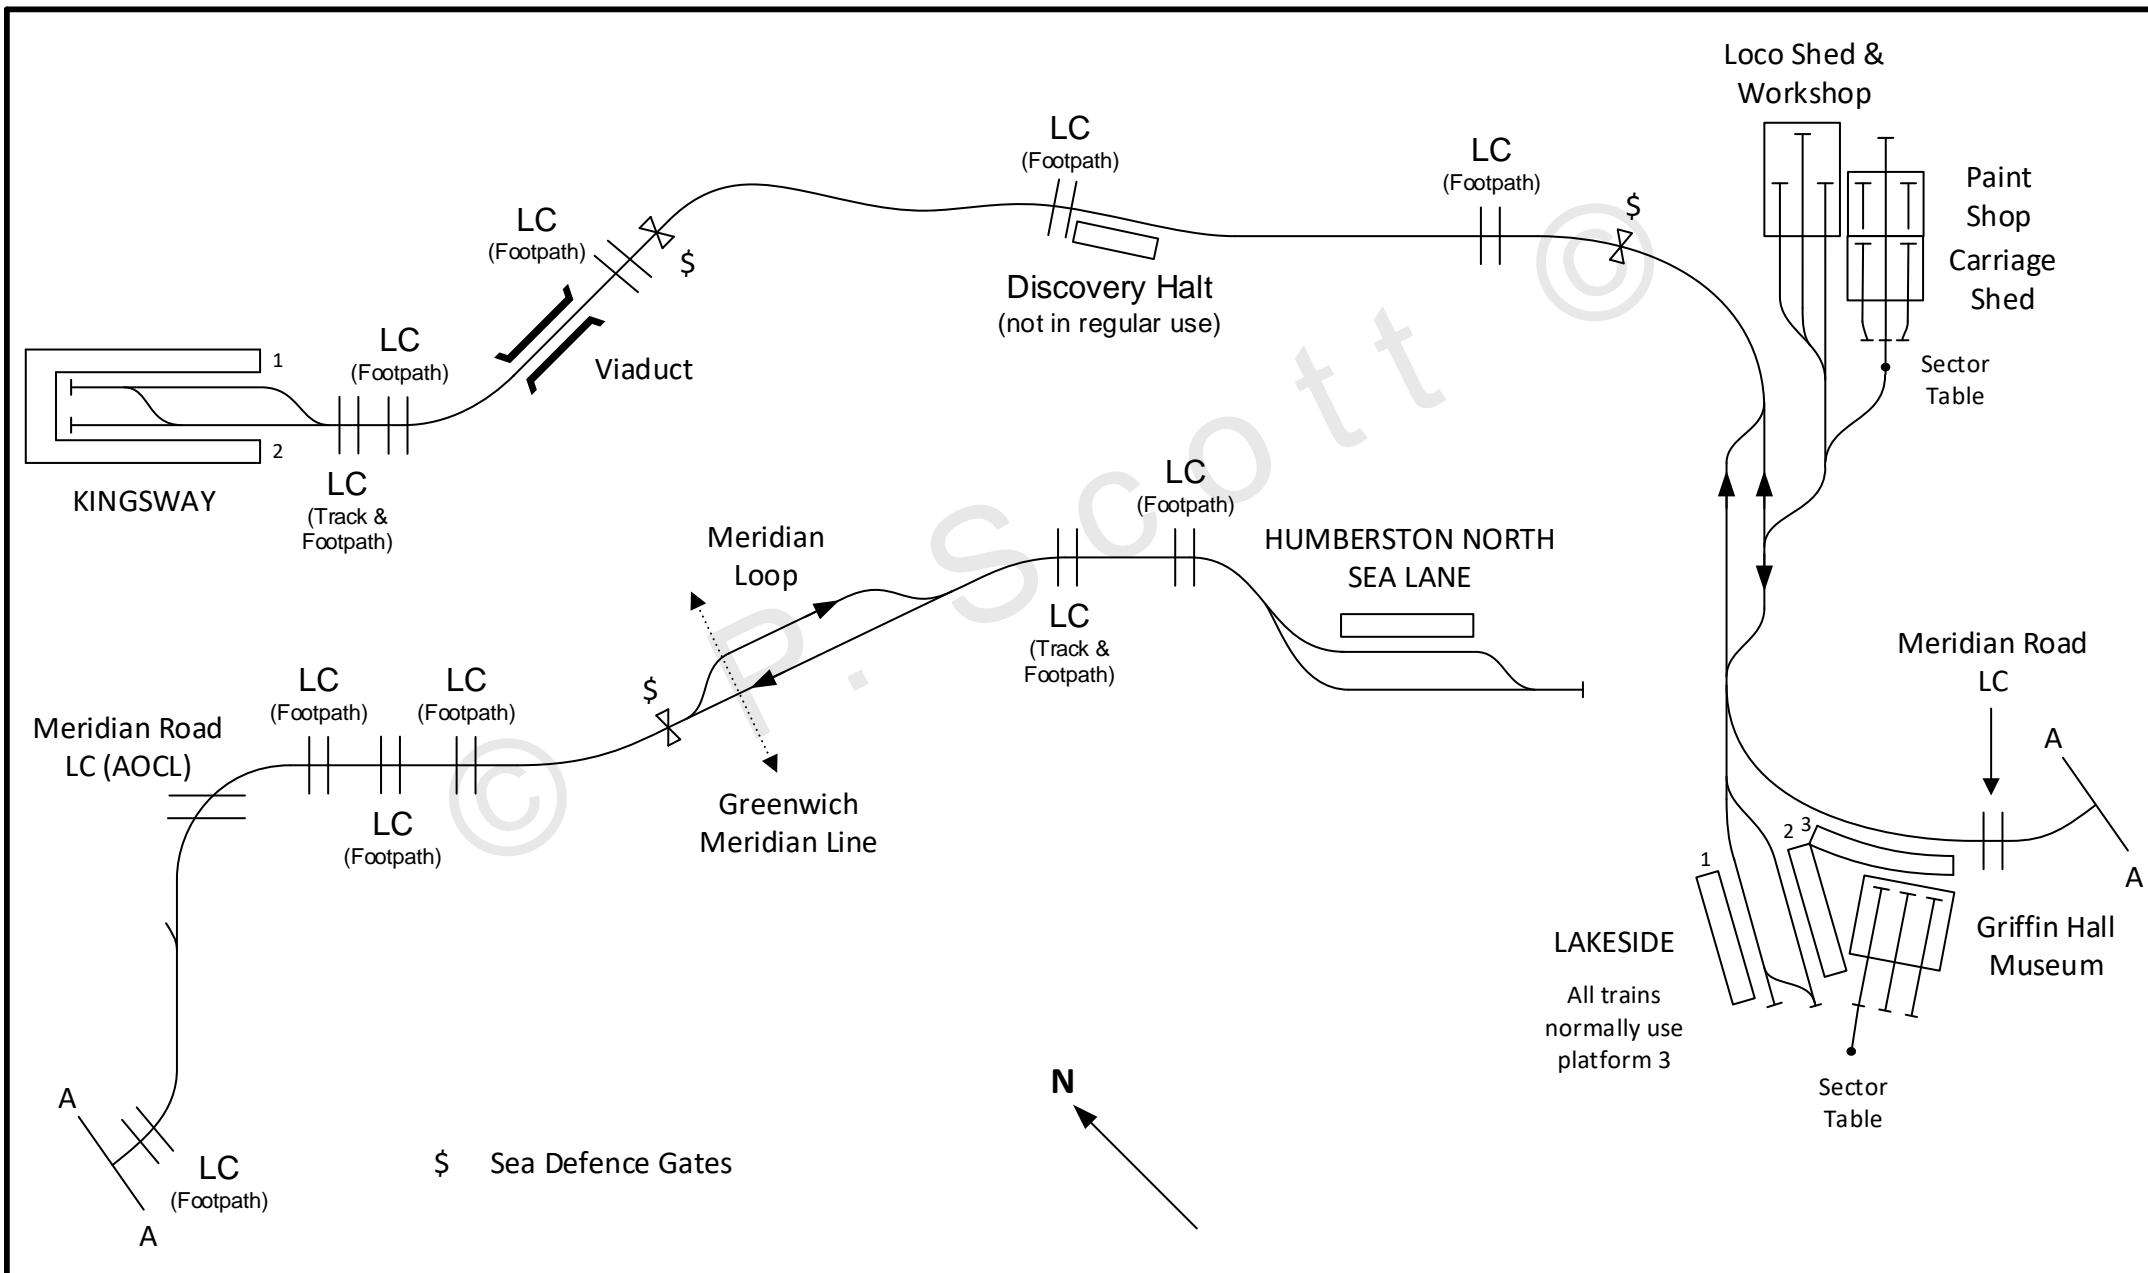 Loco Shed &
Workshop
LC
(Footpath)
LC
(Footpath)
Paint
Shop
Carriage
Shed
$
LC
(Footpath)
$
Discovery Halt
(not in regular use)
LC
(Footpath)
Viaduct
1
2
KINGSWAY
LC
(Track &
Footpath)
Sector
Table
LC
(Footpath)
HUMBERSTON NORTH
SEA LANE
Meridian
Loop
LC
(Track &
Footpath)
$
LC
(Footpath)
LC
(Footpath)
Meridian Road
LC (AOCL)
LC
(Footpath)
Greenwich
Meridian Line
Meridian Road
LC
A
A
1
2
3
LAKESIDE
All trains
normally use
platform 3
Griffin Hall
Museum
Sector
Table
N
A
A
LC
(Footpath)
$ Sea Defence Gates
© P. Scott ©